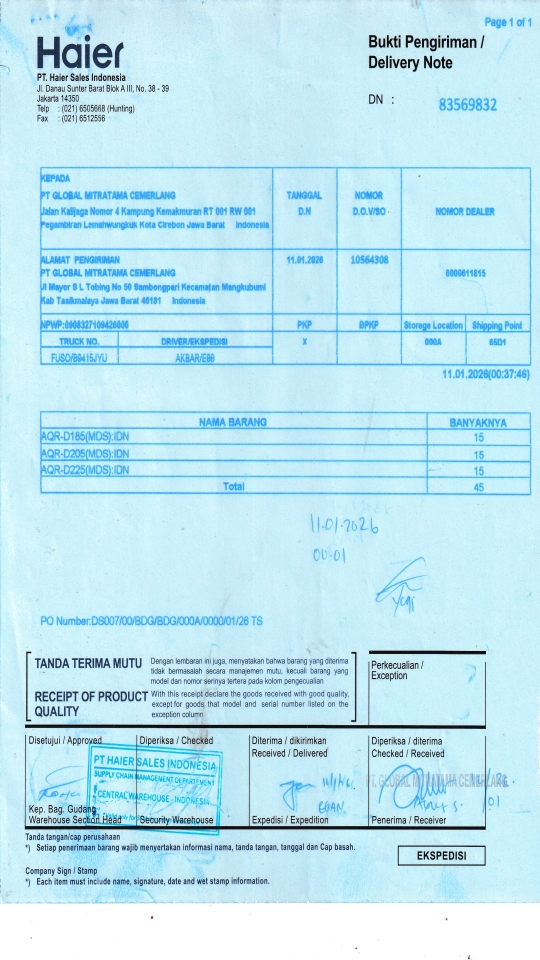 Page 1 of 1
Haier
PT. Haier Sales Indonesia
Jl. Danau Sunter Barat Blok A III, No. 38 - 39
Jakarta 14350
Telp : (021) 6505668 (Hunting)
Fax : (021) 6512556
Bukti Pengiriman /
Delivery Note
DN : 83569832
KEPADA
PT GLOBAL MITRATAMA CEMERLANG
Jalan Kalijaga Nomor 4 Kampung Kemakmuran RT 001 RW 001
Pegambiran Lemahwungkuk Kota Cirebon Jawa Barat Indonesia
TANGGAL
D.N
NOMOR
D.O.V/SO
NOMOR DEALER
ALAMAT PENGIRIMAN
PT GLOBAL MITRATAMA CEMERLANG
Jl Mayor S L Tobing No 50 Sambongpari Kecamatan Mangkubumi
Kab Tasikmalaya Jawa Barat 46181 Indonesia
11.01.2026
10564308
PKP
BPKP
Storege Location
Shipping Point
TRUCK NO.
DRIVER/EKSPEDISI
X
000A
FUSO/B9415JYU
11.01.2026(00:37:46)
NAMA BARANG
BANYAKNYA
AQR-D185(MDS):IDN 15
AQR-D205(MDS):IDN 15
AQR-D225(MDS):IDN 15
Total 45
11.01.2026
00.01
Yogi
PO Number:DS007/00/BDG/BDG/000A/0000/01/26 TS
TANDA TERIMA MUTU
Dengan lembaran ini juga, menyatakan bahwa barang yang diterima
tidak bermasalah secara manajemen mutu, kecuali barang yang
model dan nomor serinya tertera pada kolom pengecualian
RECEIPT OF PRODUCT
QUALITY
With this receipt declare the goods received with good quality,
except for goods that model and serial number listed on the
exception column
Perkecualian /
Exception
Disetujui / Approved
Diperiksa / Checked
Diterima / dikirimkan
Received / Delivered
Diperiksa / diterima
Checked / Received
PT HAIER SALES INDONESIA
SUPPLY CHAIN MANAGEMENT DEPARTMENT
CENTRAL WAREHOUSE - INDONESIA
PT. GLOBAL MITRATAMA CEMERLANG
Kep. Bag. Gudang
Warehouse Section Head
Security Warehouse
Expedisi / Expedition
Penerima / Receiver
Tanda tangan/cap perusahaan
*) Setiap penerimaan barang wajib menyertakan informasi nama, tanda tangan, tanggal dan Cap basah.
EKSPEDISI
Company Sign / Stamp
*) Each item must include name, signature, date and wet stamp information.